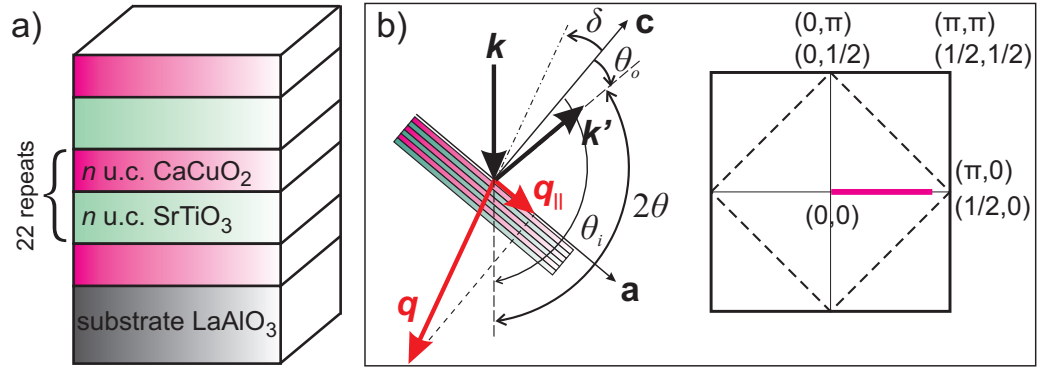 a)
22 repeats
n u.c. CaCuO₂
n u.c. SrTiO₃
substrate LaAlO₃
b)
k
δ
c
θₒ
k'
q||
2θ
θᵢ
a
q
(0,π)
(0,1/2)
(π,π)
(1/2,1/2)
(π,0)
(1/2,0)
(0,0)